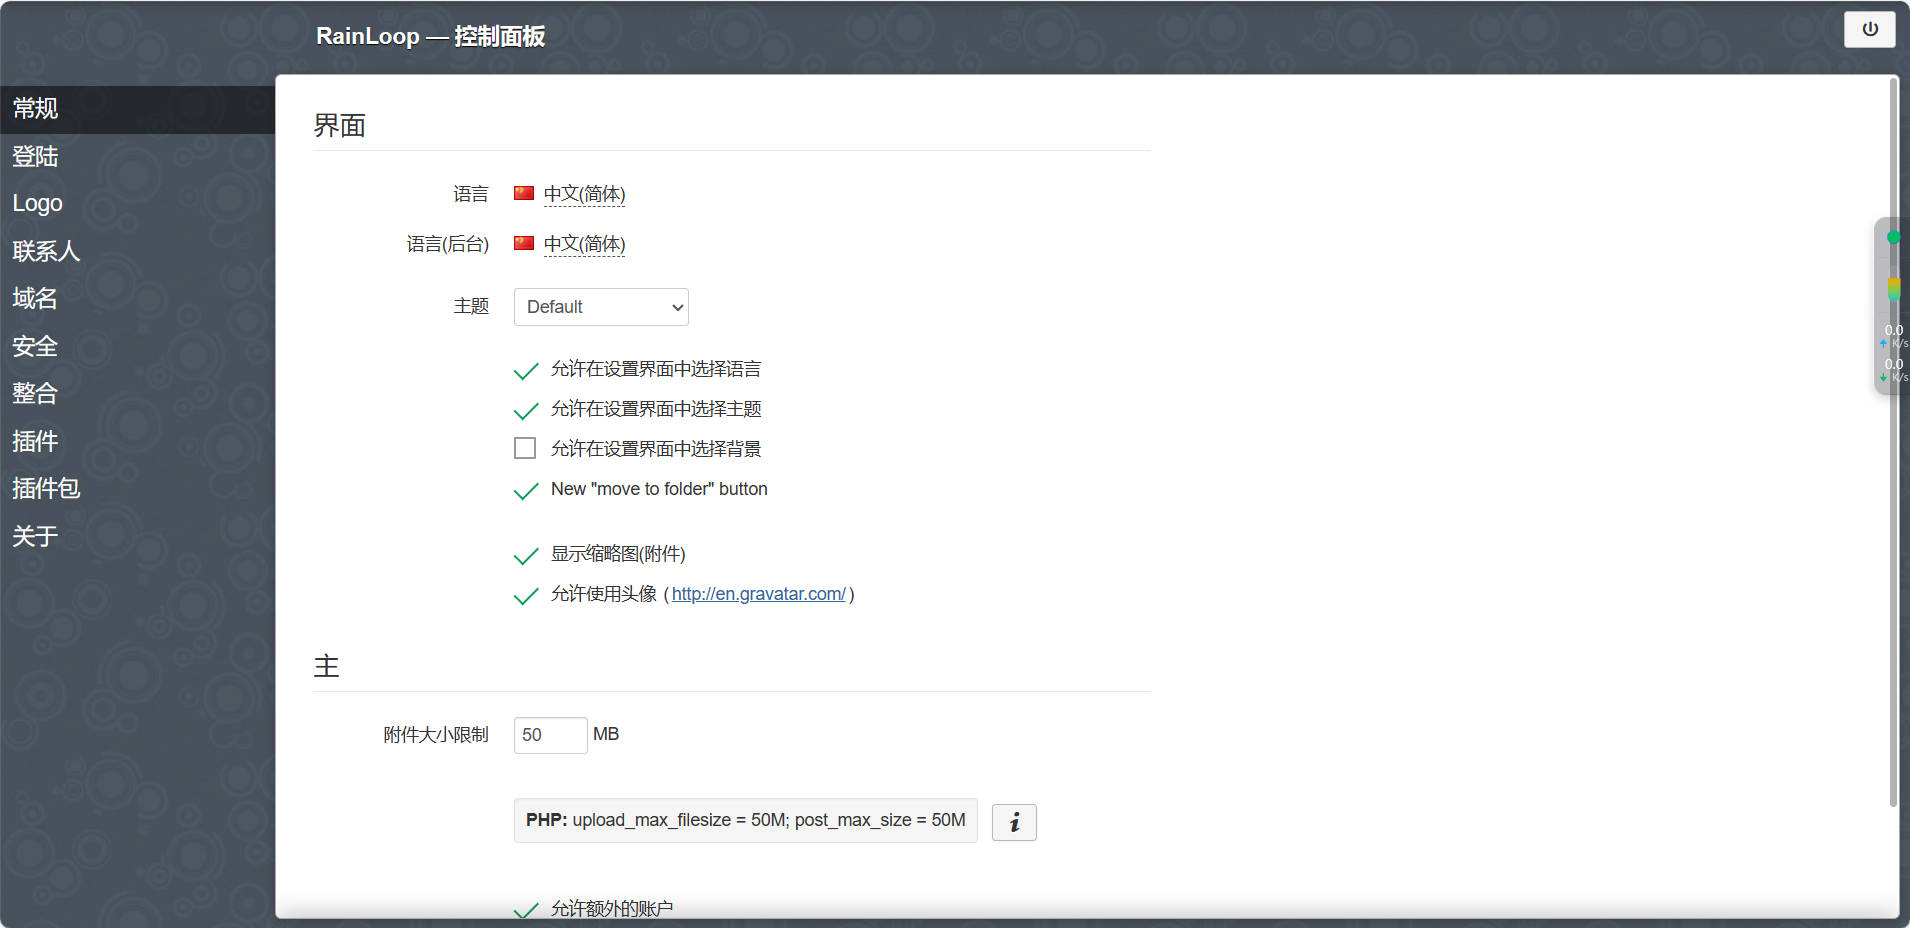 RainLoop — 控制面板
常规
登陆
Logo
联系人
域名
安全
整合
插件
插件包
关于
界面
语言 中文(简体)
语言(后台) 中文(简体)
主题 Default
允许在设置界面中选择语言
允许在设置界面中选择主题
允许在设置界面中选择背景
New "move to folder" button
显示缩略图(附件)
允许使用头像 (http://en.gravatar.com/)
主
附件大小限制 50 MB
PHP: upload_max_filesize = 50M; post_max_size = 50M
i
允许额外的账户
0.0
K/s
0.0
K/s